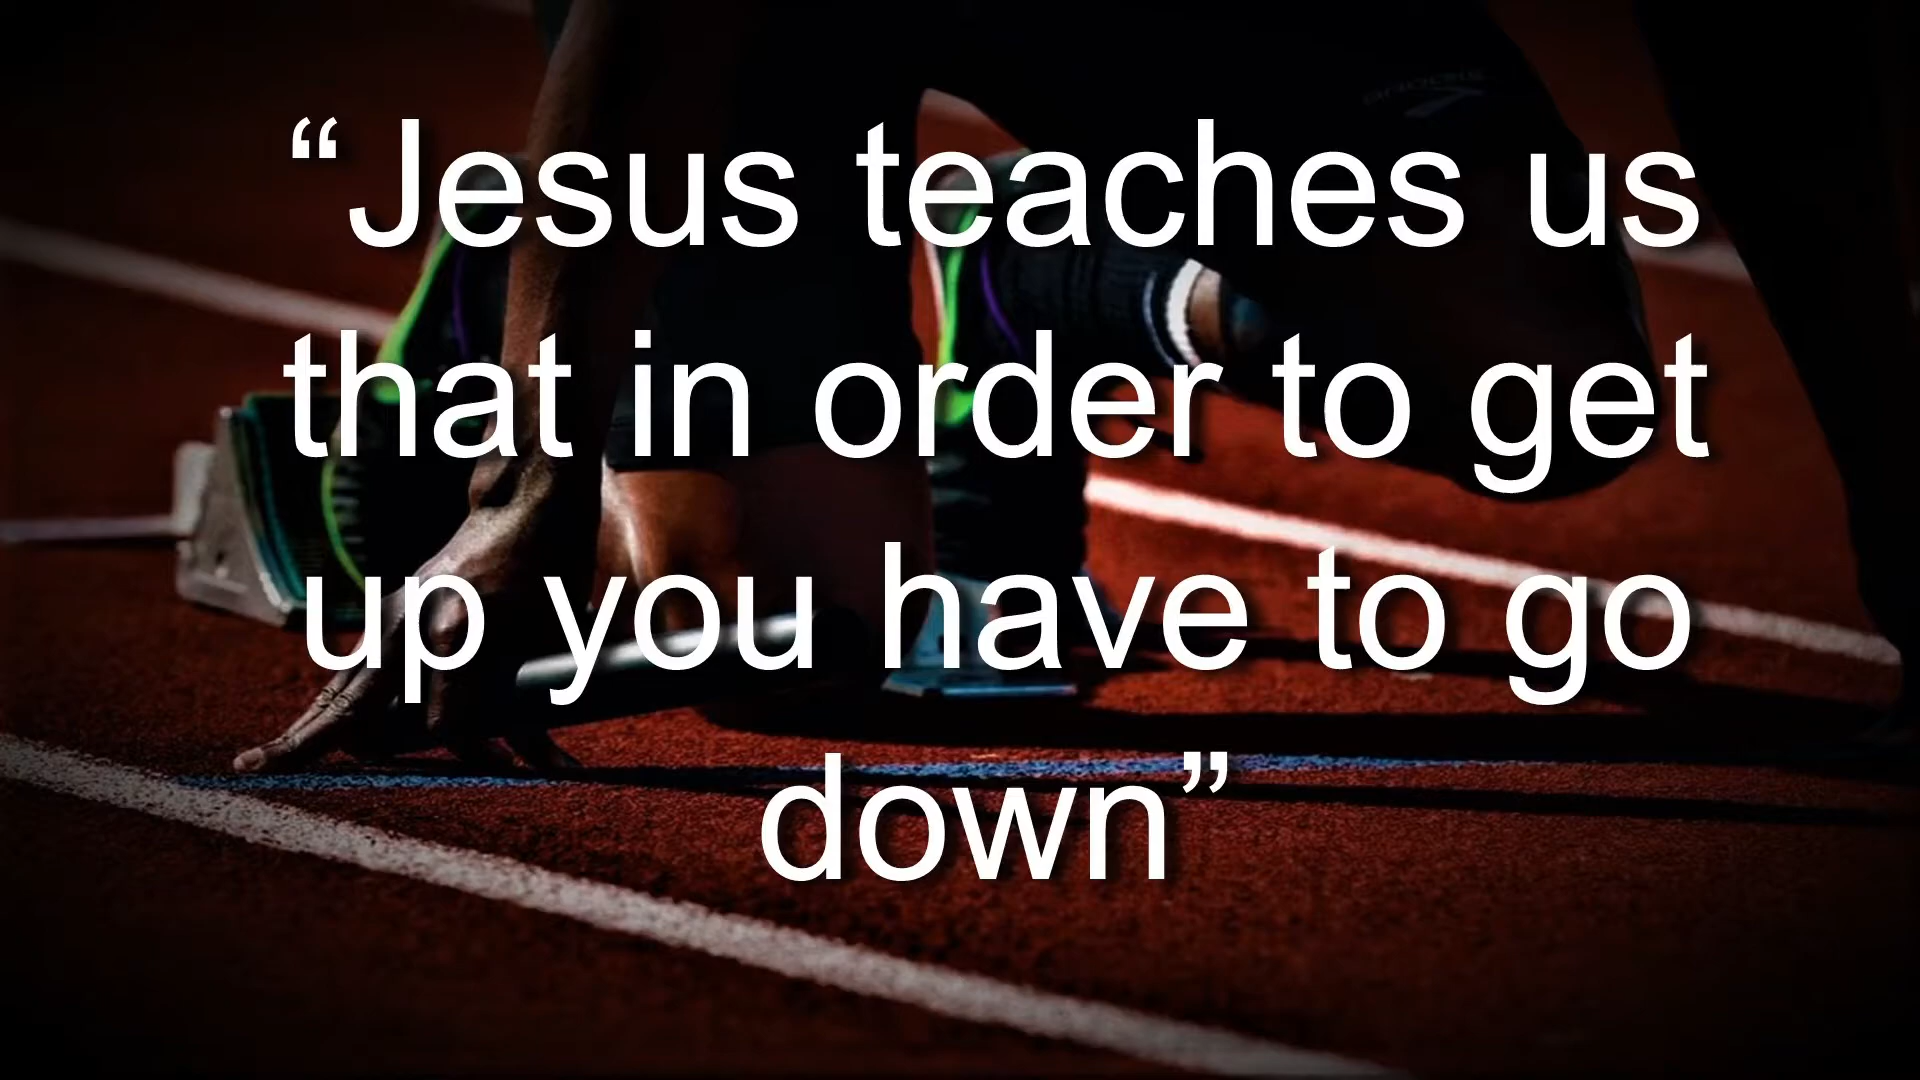 “Jesus teaches us
that in order to get
up you have to go
down”